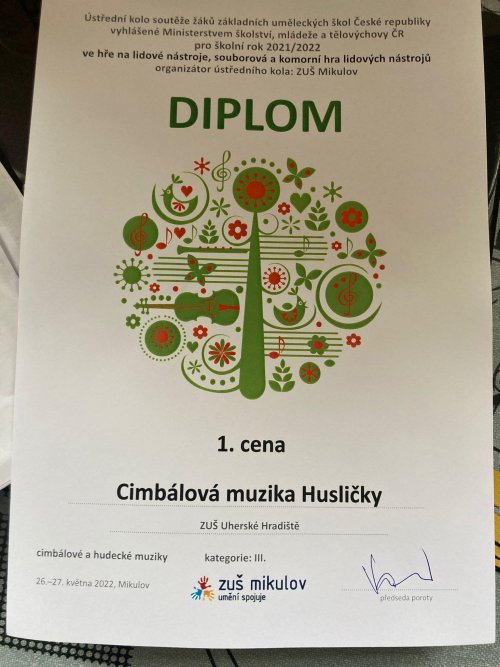 Ústřední kolo soutěže žáků základních uměleckých škol České republiky
vyhlášené Ministerstvem školství, mládeže a tělovýchovy ČR
pro školní rok 2021/2022
ve hře na lidové nástroje, souborová a komorní hra lidových nástrojů
organizátor ústředního kola: ZUŠ Mikulov
DIPLOM
1. cena
Cimbálová muzika Husličky
ZUŠ Uherské Hradiště
cimbálové a hudecké muziky kategorie: III.
26.–27. května 2022, Mikulov
zuš mikulov
umění spojuje
předseda poroty